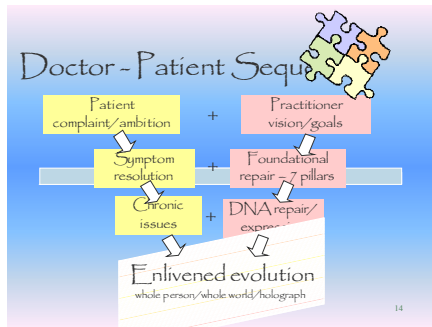 Doctor - Patient Sequ
Patient
complaint/ambition
+
Practitioner
vision/goals
Symptom
resolution
+
Foundational
repair – 7 pillars
Chronic
issues
+
DNA repair/
Enlivened evolution
whole person/whole world/holograph
14